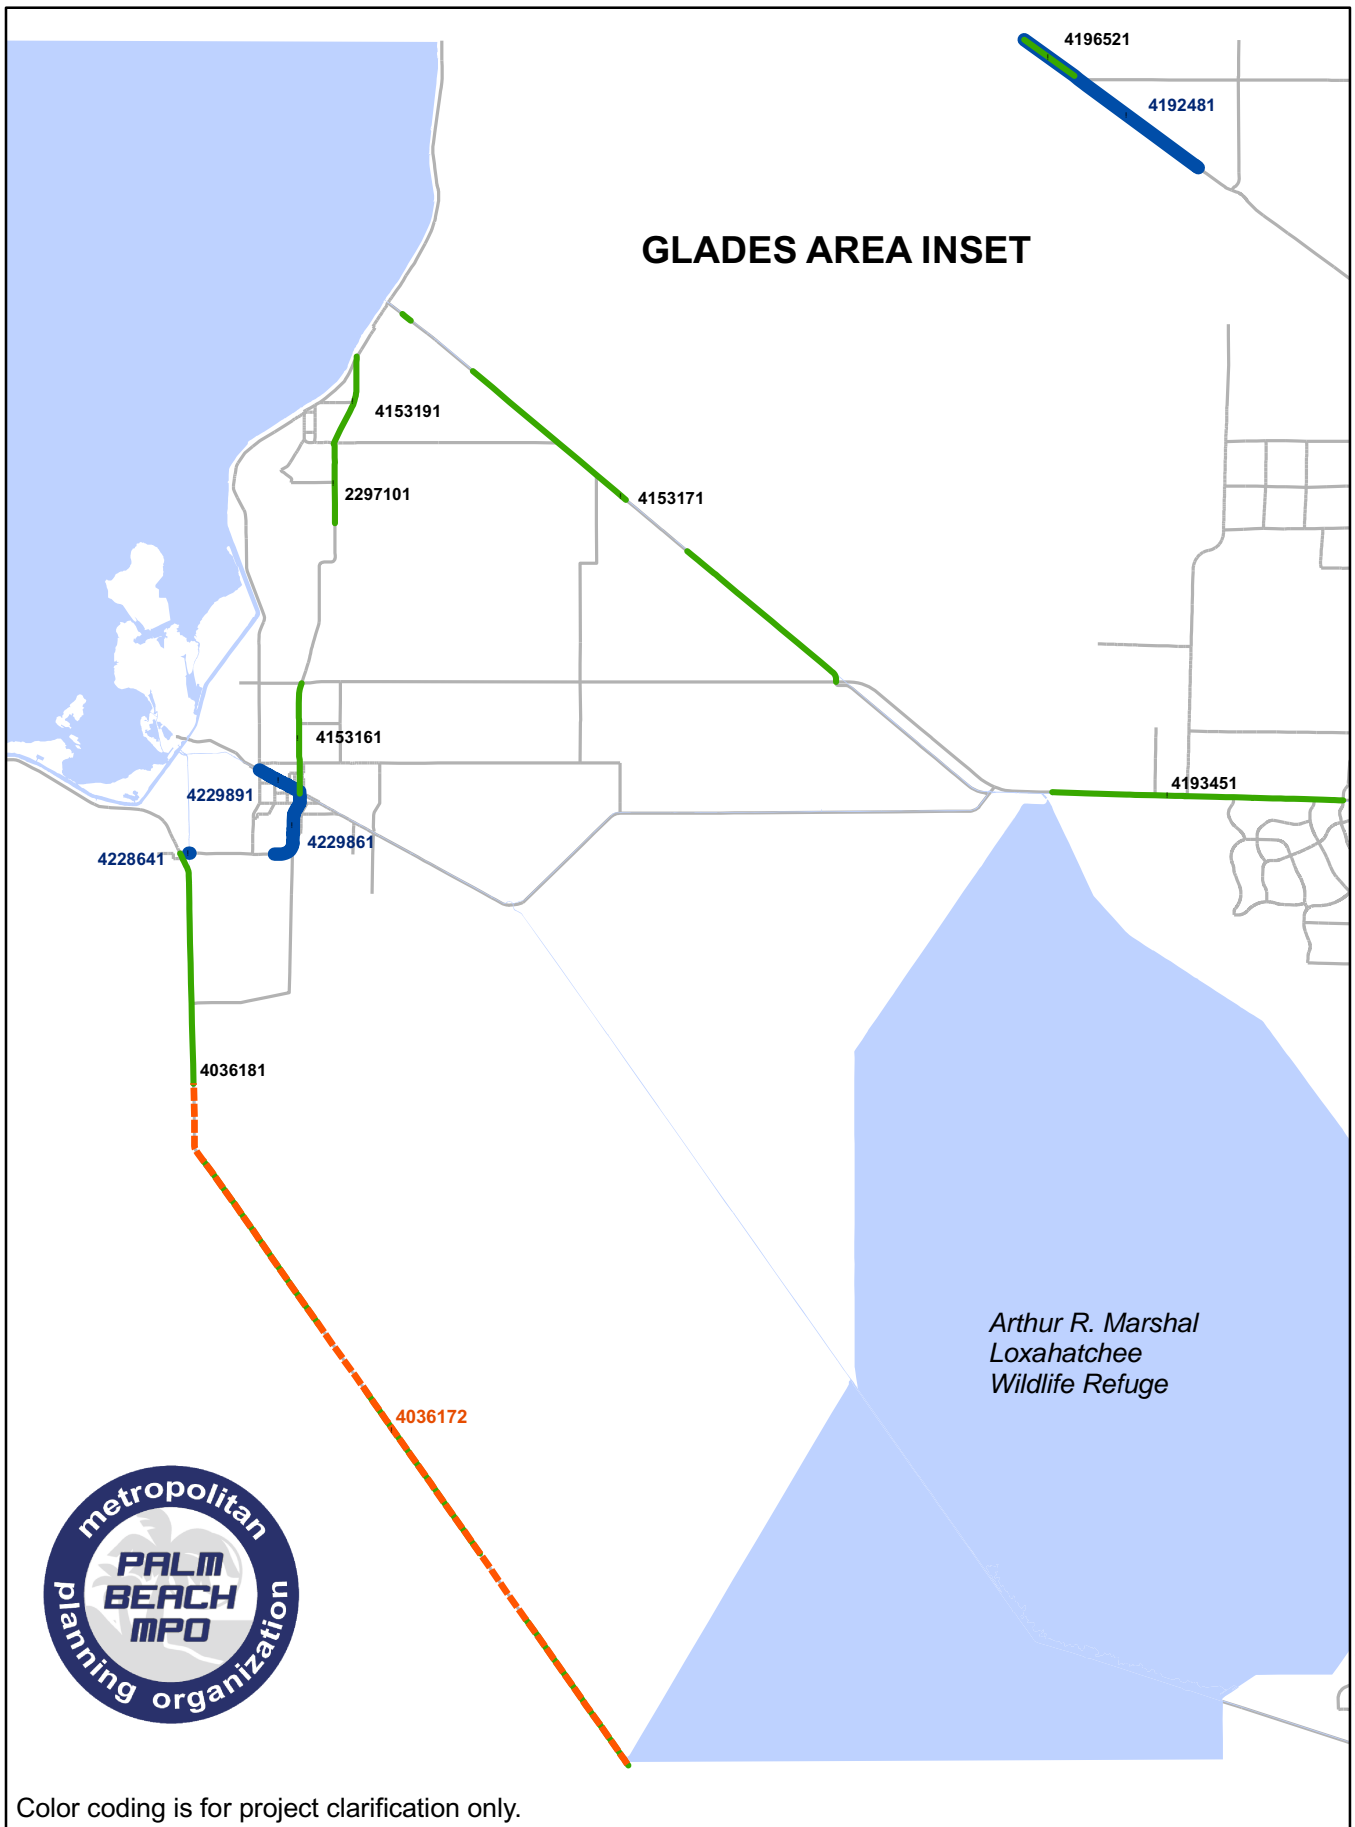 4196521
4192481
GLADES AREA INSET
4153191
2297101
4153171
4153161
4229891
4193451
4229861
4228641
4036181
Arthur R. Marshal
Loxahatchee
Wildlife Refuge
4036172
metropolitan
PALM
BEACH
MPO
planning organization
Color coding is for project clarification only.